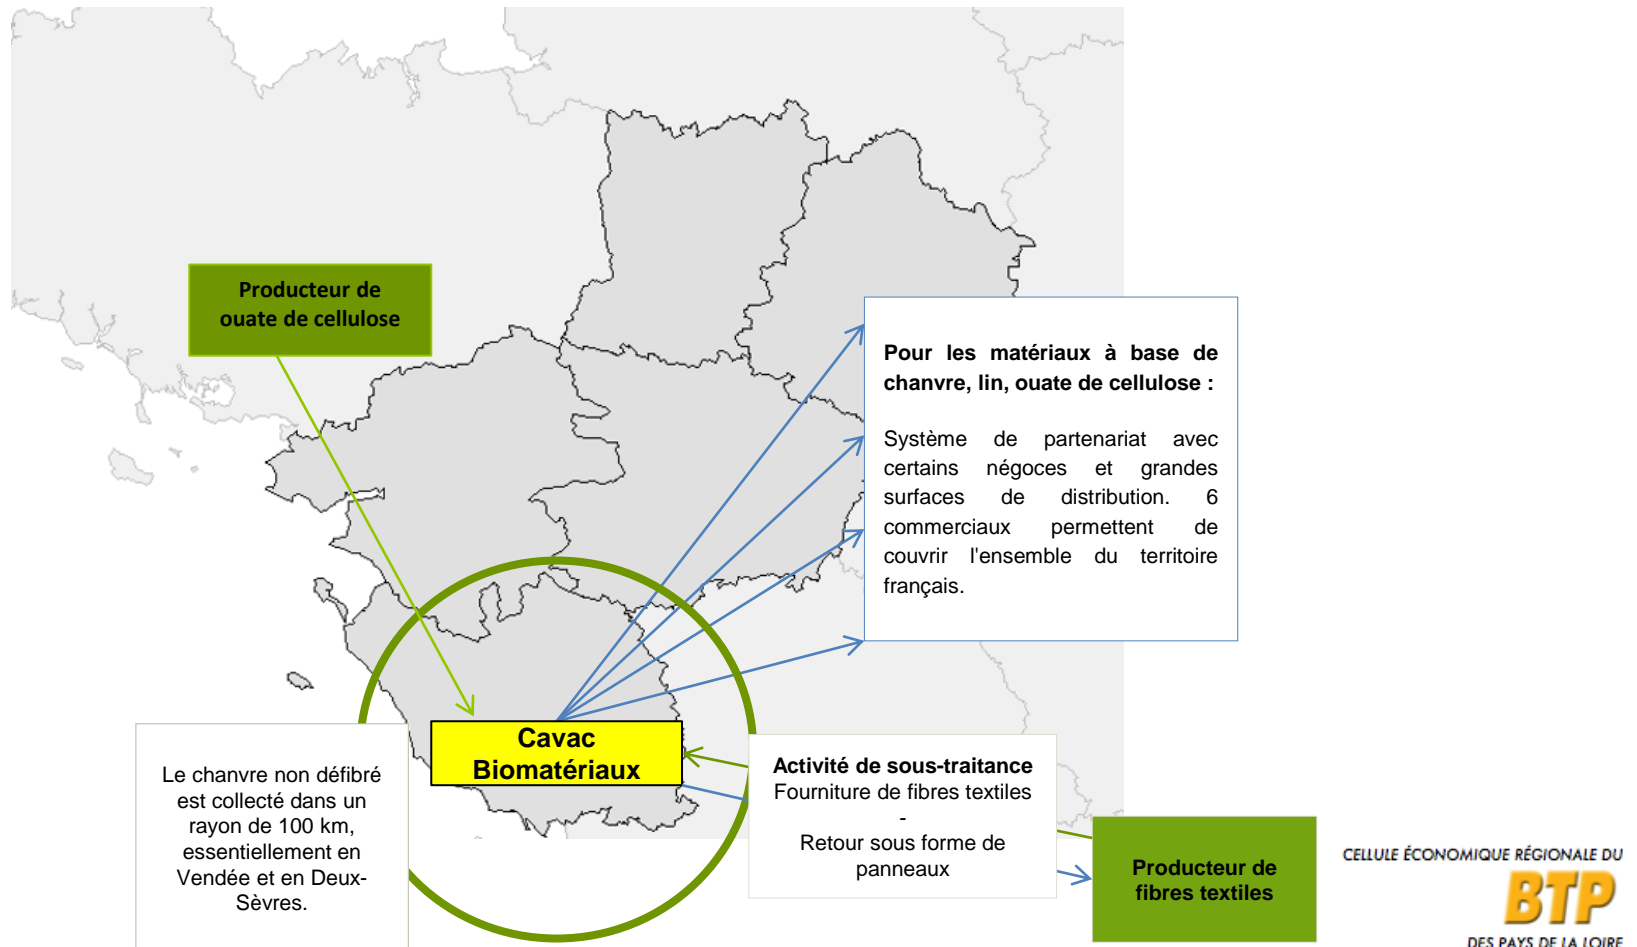 Producteur de
ouate de cellulose
Pour les matériaux à base de
chanvre, lin, ouate de cellulose :
Système de partenariat avec
certains négoces et grandes
surfaces de distribution. 6
commerciaux permettent de
couvrir l'ensemble du territoire
français.
Cavac
Biomatériaux
Le chanvre non défibré
est collecté dans un
rayon de 100 km,
essentiellement en
Vendée et en Deux-
Sèvres.
Activité de sous-traitance
Fourniture de fibres textiles
-
Retour sous forme de
panneaux
Producteur de
fibres textiles
CELLULE ÉCONOMIQUE RÉGIONALE DU
BTP
DES PAYS DE LA LOIRE